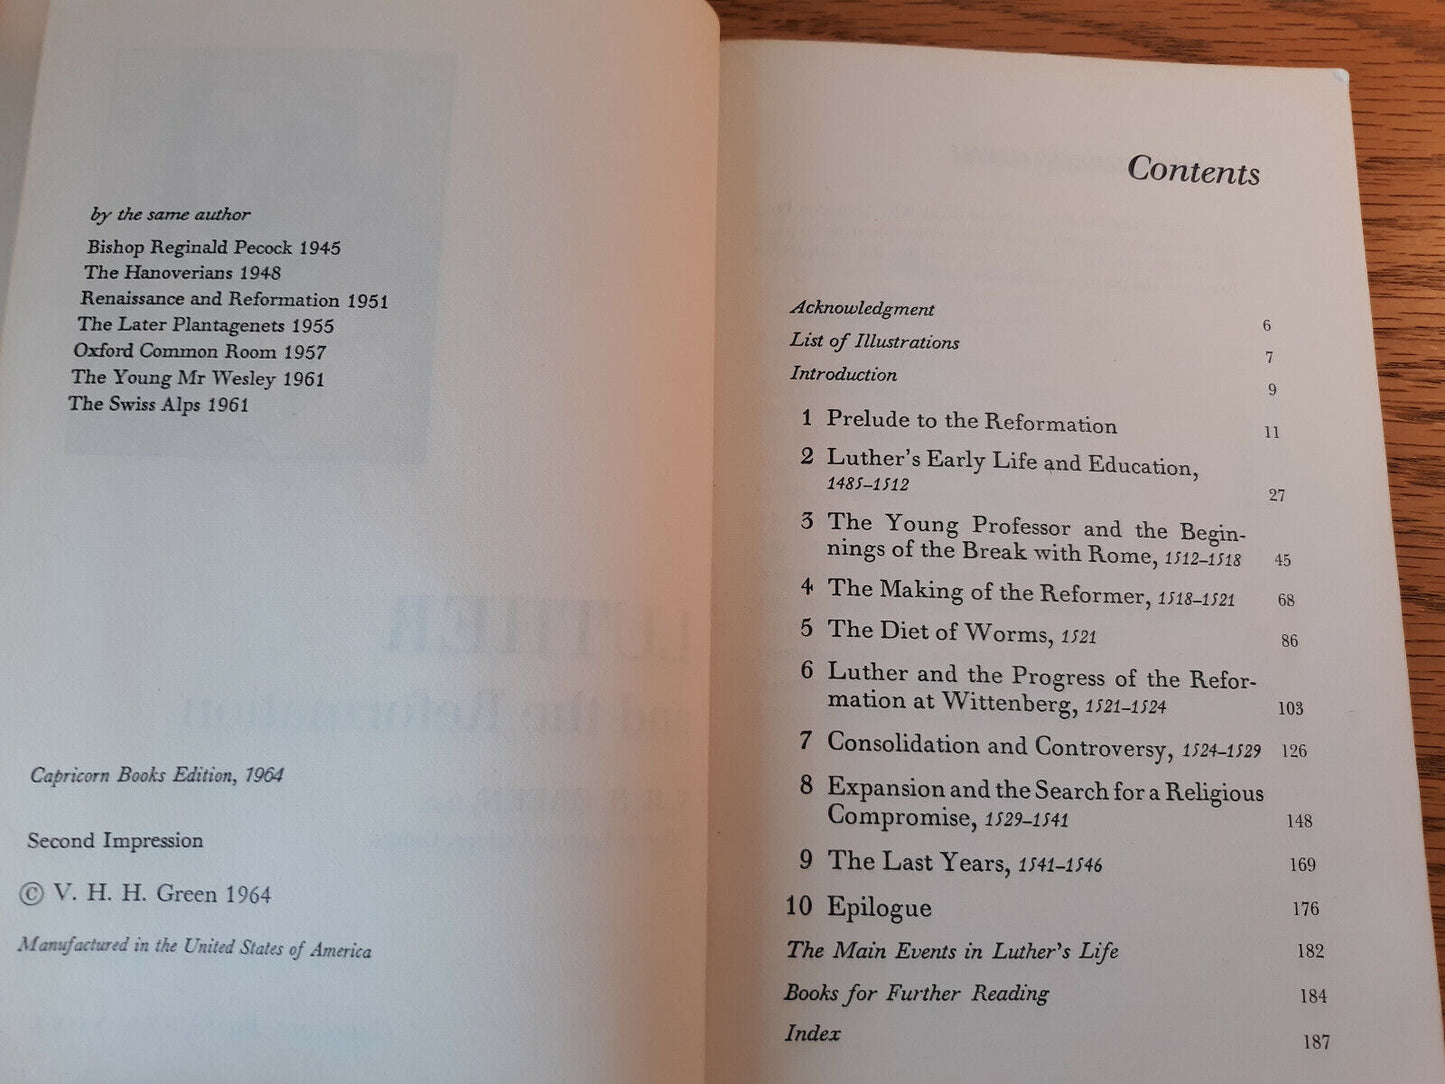 by the same author
Bishop Reginald Pecock 1945
The Hanoverians 1948
Renaissance and Reformation 1951
The Later Plantagenets 1955
Oxford Common Room 1957
The Young Mr Wesley 1961
The Swiss Alps 1961
LUTHER
and the Reformation
Capricorn Books Edition, 1964
Second Impression
© V. H. H. Green 1964
Manufactured in the United States of America
Contents
Acknowledgment 6
List of Illustrations 7
Introduction 9
1 Prelude to the Reformation 11
2 Luther's Early Life and Education,
1485–1512 27
3 The Young Professor and the Begin-
nings of the Break with Rome, 1512–1518 45
4 The Making of the Reformer, 1518–1521 68
5 The Diet of Worms, 1521 86
6 Luther and the Progress of the Refor-
mation at Wittenberg, 1521–1524 103
7 Consolidation and Controversy, 1524–1529 126
8 Expansion and the Search for a Religious
Compromise, 1529–1541 148
9 The Last Years, 1541–1546 169
10 Epilogue 176
The Main Events in Luther's Life 182
Books for Further Reading 184
Index 187